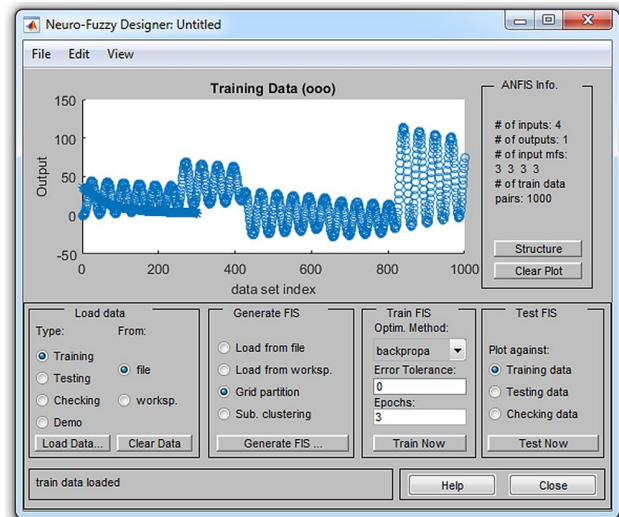 Neuro-Fuzzy Designer: Untitled
File Edit View
Training Data (ooo)
150
100
50
0
-50
Output
0 200 400 600 800 1000
data set index
ANFIS Info.
# of inputs: 4
# of outputs: 1
# of input mfs:
3 3 3 3
# of train data
pairs: 1000
Structure
Clear Plot
Load data
Type: From:
Training
file
Testing
Checking
worksp.
Demo
Load Data... Clear Data
Generate FIS
Load from file
Load from worksp.
Grid partition
Sub. clustering
Generate FIS ...
Train FIS
Optim. Method:
backpropa
Error Tolerance:
0
Epochs:
3
Train Now
Test FIS
Plot against:
Training data
Testing data
Checking data
Test Now
train data loaded
Help Close